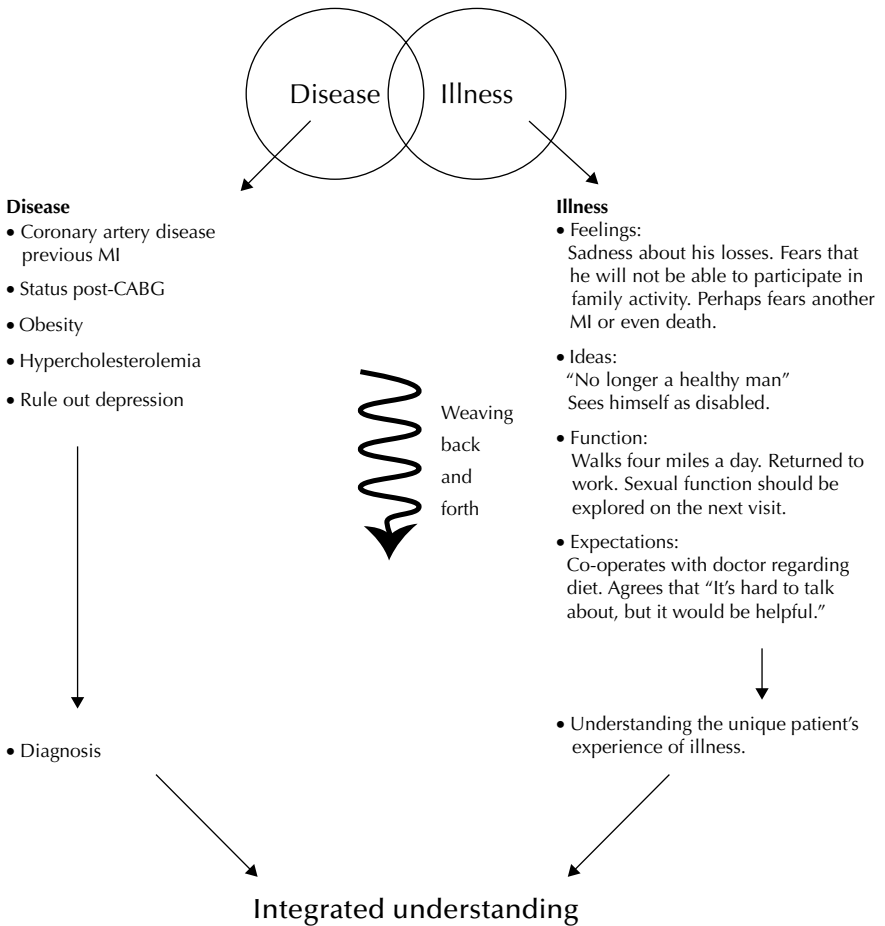 Disease
Illness
Disease
• Coronary artery disease
previous MI
• Status post-CABG
• Obesity
• Hypercholesterolemia
• Rule out depression
• Diagnosis
Weaving
back
and
forth
Illness
• Feelings:
Sadness about his losses. Fears that
he will not be able to participate in
family activity. Perhaps fears another
MI or even death.
• Ideas:
“No longer a healthy man”
Sees himself as disabled.
• Function:
Walks four miles a day. Returned to
work. Sexual function should be
explored on the next visit.
• Expectations:
Co-operates with doctor regarding
diet. Agrees that “It’s hard to talk
about, but it would be helpful.”
• Understanding the unique patient’s
experience of illness.
Integrated understanding